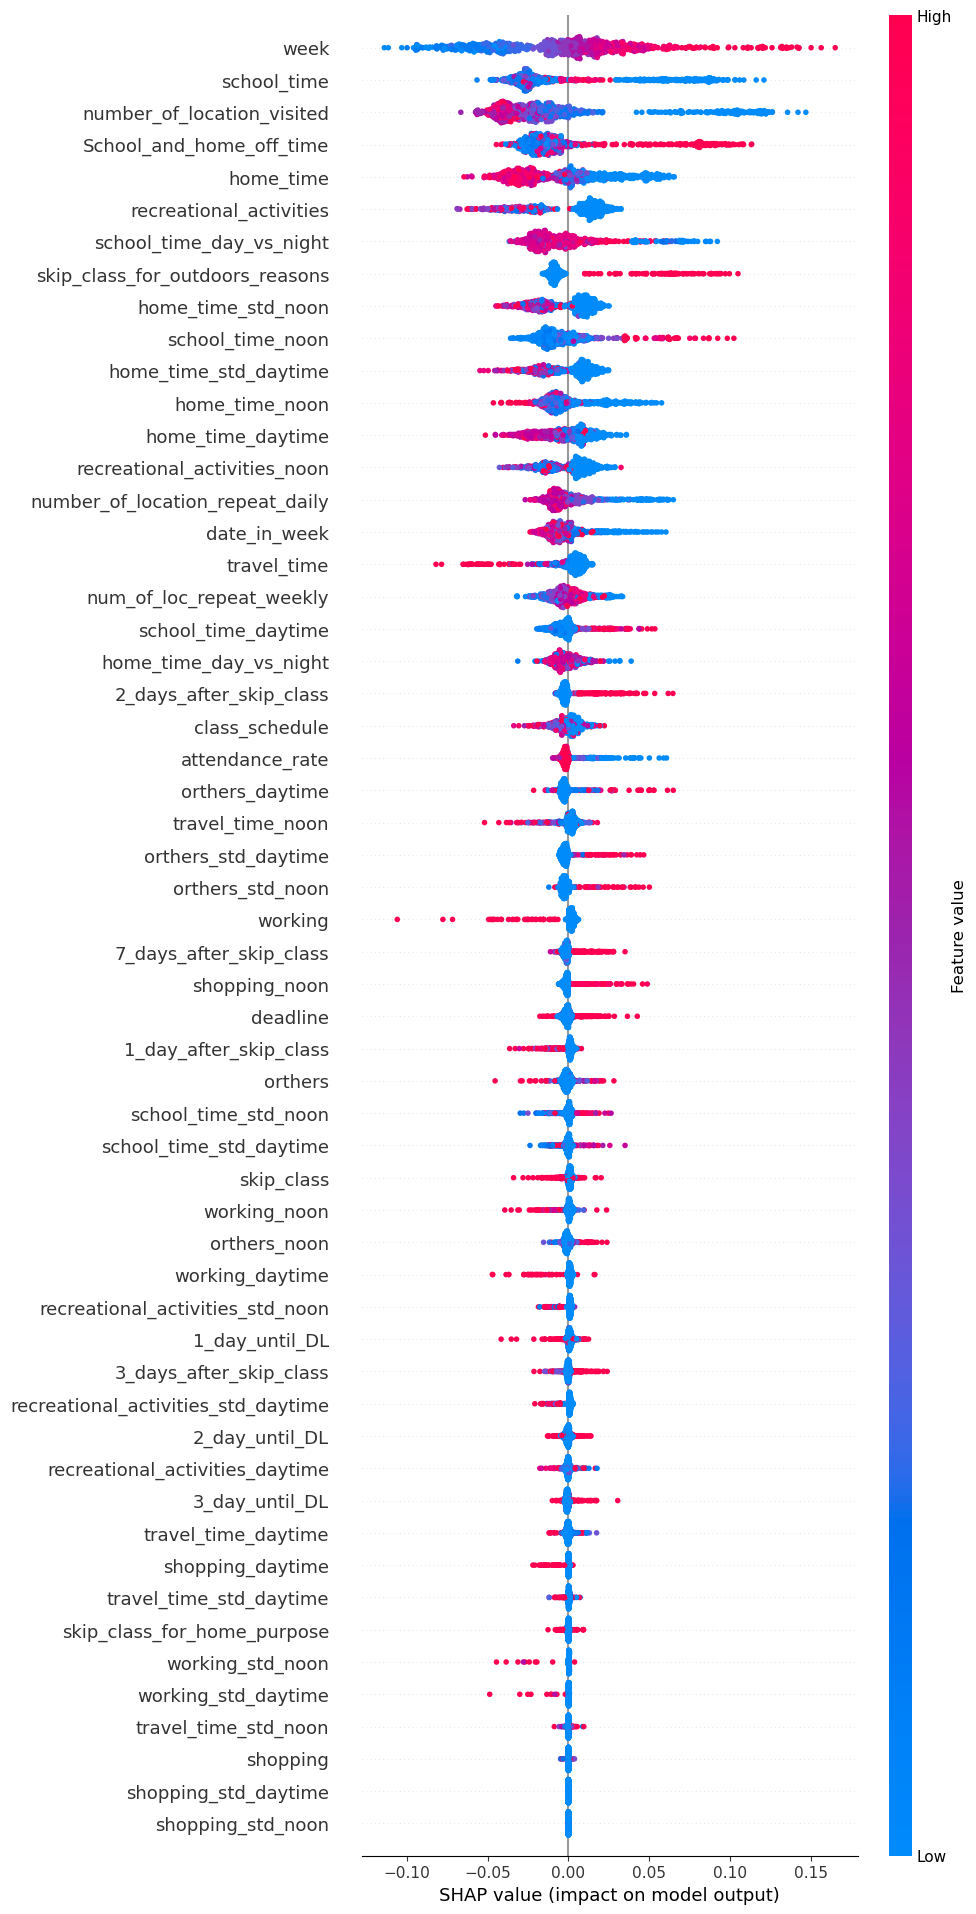 High
week
school_time
number_of_location_visited
School_and_home_off_time
home_time
recreational_activities
school_time_day_vs_night
skip_class_for_outdoors_reasons
home_time_std_noon
school_time_noon
home_time_std_daytime
home_time_noon
home_time_daytime
recreational_activities_noon
number_of_location_repeat_daily
date_in_week
travel_time
num_of_loc_repeat_weekly
school_time_daytime
home_time_day_vs_night
2_days_after_skip_class
class_schedule
attendance_rate
orthers_daytime
travel_time_noon
orthers_std_daytime
orthers_std_noon
working
7_days_after_skip_class
shopping_noon
deadline
1_day_after_skip_class
orthers
school_time_std_noon
school_time_std_daytime
skip_class
working_noon
orthers_noon
working_daytime
recreational_activities_std_noon
1_day_until_DL
3_days_after_skip_class
recreational_activities_std_daytime
2_day_until_DL
recreational_activities_daytime
3_day_until_DL
travel_time_daytime
shopping_daytime
travel_time_std_daytime
skip_class_for_home_purpose
working_std_noon
working_std_daytime
travel_time_std_noon
shopping
shopping_std_daytime
shopping_std_noon
Feature value
Low
−0.10 −0.05 0.00 0.05 0.10 0.15
SHAP value (impact on model output)